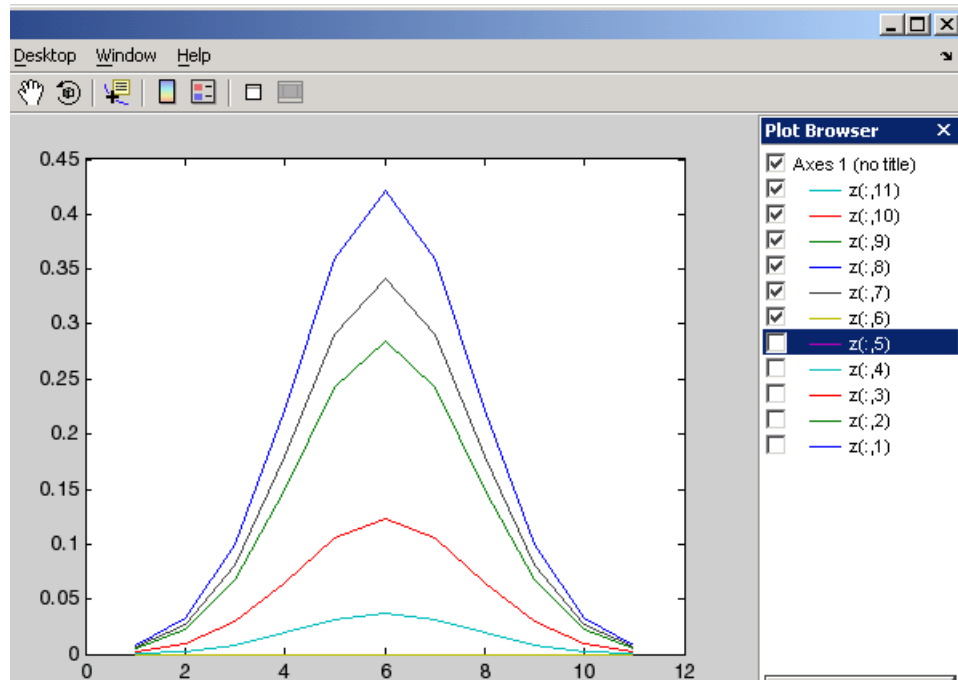 Desktop Window Help
Plot Browser
Axes 1 (no title)
z(:,11)
z(:,10)
z(:,9)
z(:,8)
z(:,7)
z(:,6)
z(:,5)
z(:,4)
z(:,3)
z(:,2)
z(:,1)
0.45
0.4
0.35
0.3
0.25
0.2
0.15
0.1
0.05
0
0 2 4 6 8 10 12